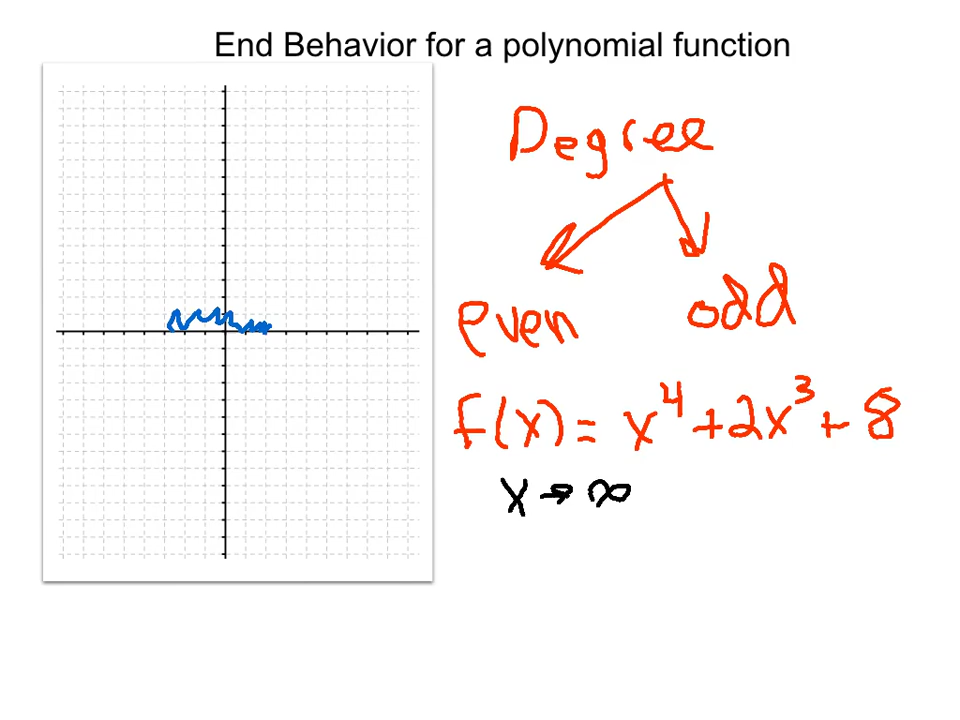 End Behavior for a polynomial function
Degree
even odd
f(x) = x⁴ + 2x³ + 8
x → ∞